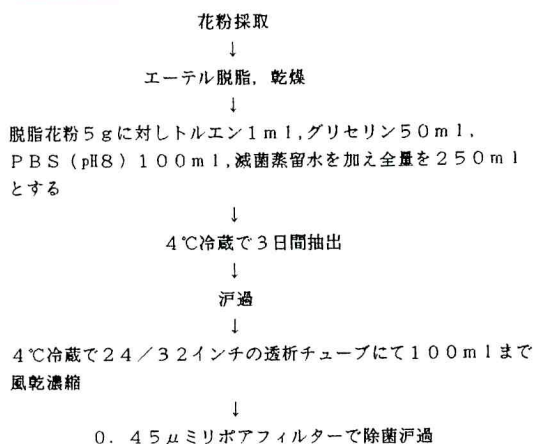 花粉採取
↓
エーテル脱脂，乾燥
↓
脱脂花粉５ｇに対しトルエン１ｍｌ，グリセリン５０ｍｌ，
ＰＢＳ（pH８）１００ｍｌ，滅菌蒸留水を加え全量を２５０ｍｌ
とする
↓
４℃冷蔵で３日間抽出
↓
沪過
↓
４℃冷蔵で２４／３２インチの透析チューブにて１００ｍｌまで
風乾濃縮
↓
０．４５μミリポアフィルターで除菌沪過